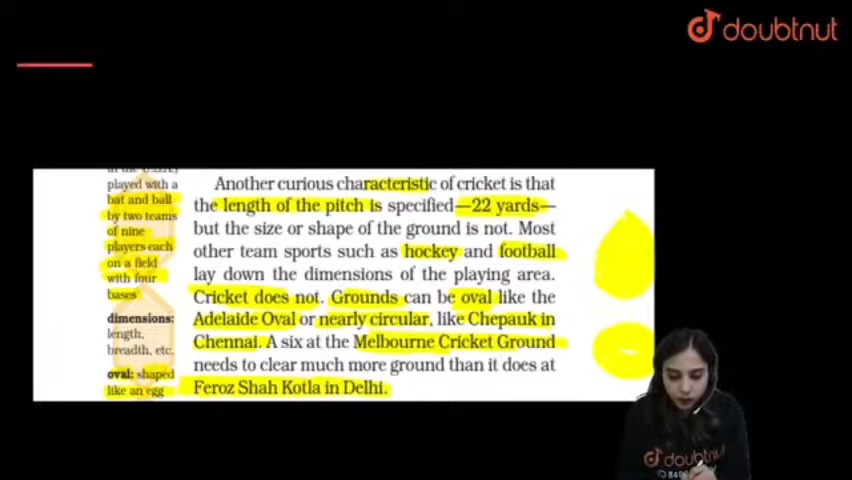 doubtnut
played with a
bat and ball
by two teams
of nine
players each
on a field
with four
bases
dimensions:
length,
breadth, etc.
oval: shaped
like an egg
Another curious characteristic of cricket is that
the length of the pitch is specified—22 yards—
but the size or shape of the ground is not. Most
other team sports such as hockey and football
lay down the dimensions of the playing area.
Cricket does not. Grounds can be oval like the
Adelaide Oval or nearly circular, like Chepauk in
Chennai. A six at the Melbourne Cricket Ground
needs to clear much more ground than it does at
Feroz Shah Kotla in Delhi.
doubtnut